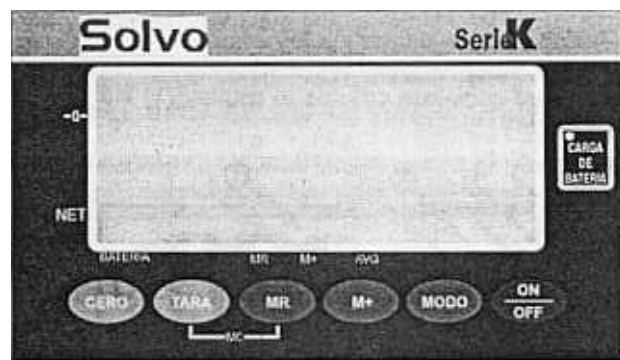 Solvo
Serie K
-0-
CARGA
DE
BATERIA
NET
BATERIA MR M+ AVG
CERO TARA MR M+ MODO ON
OFF
MC